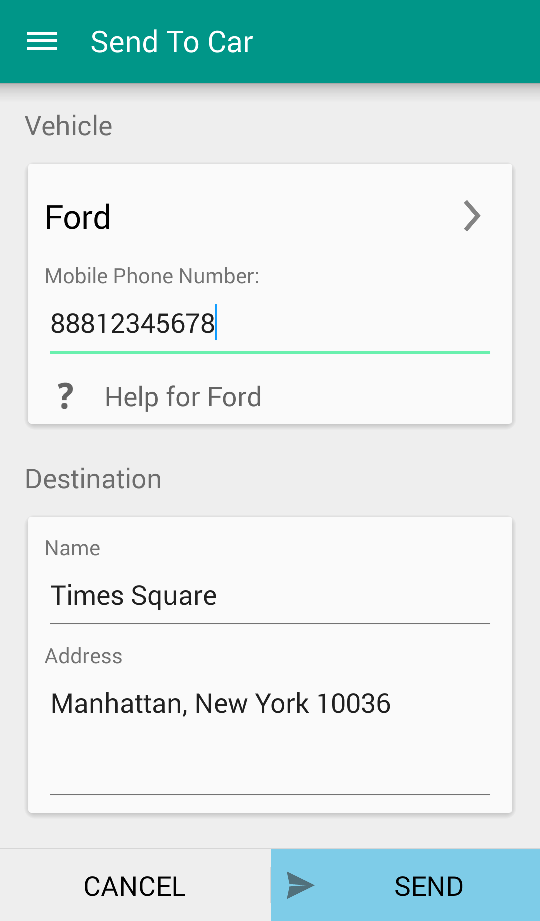 Send To Car
Vehicle
Ford
Mobile Phone Number:
88812345678
? Help for Ford
Destination
Name
Times Square
Address
Manhattan, New York 10036
CANCEL
SEND